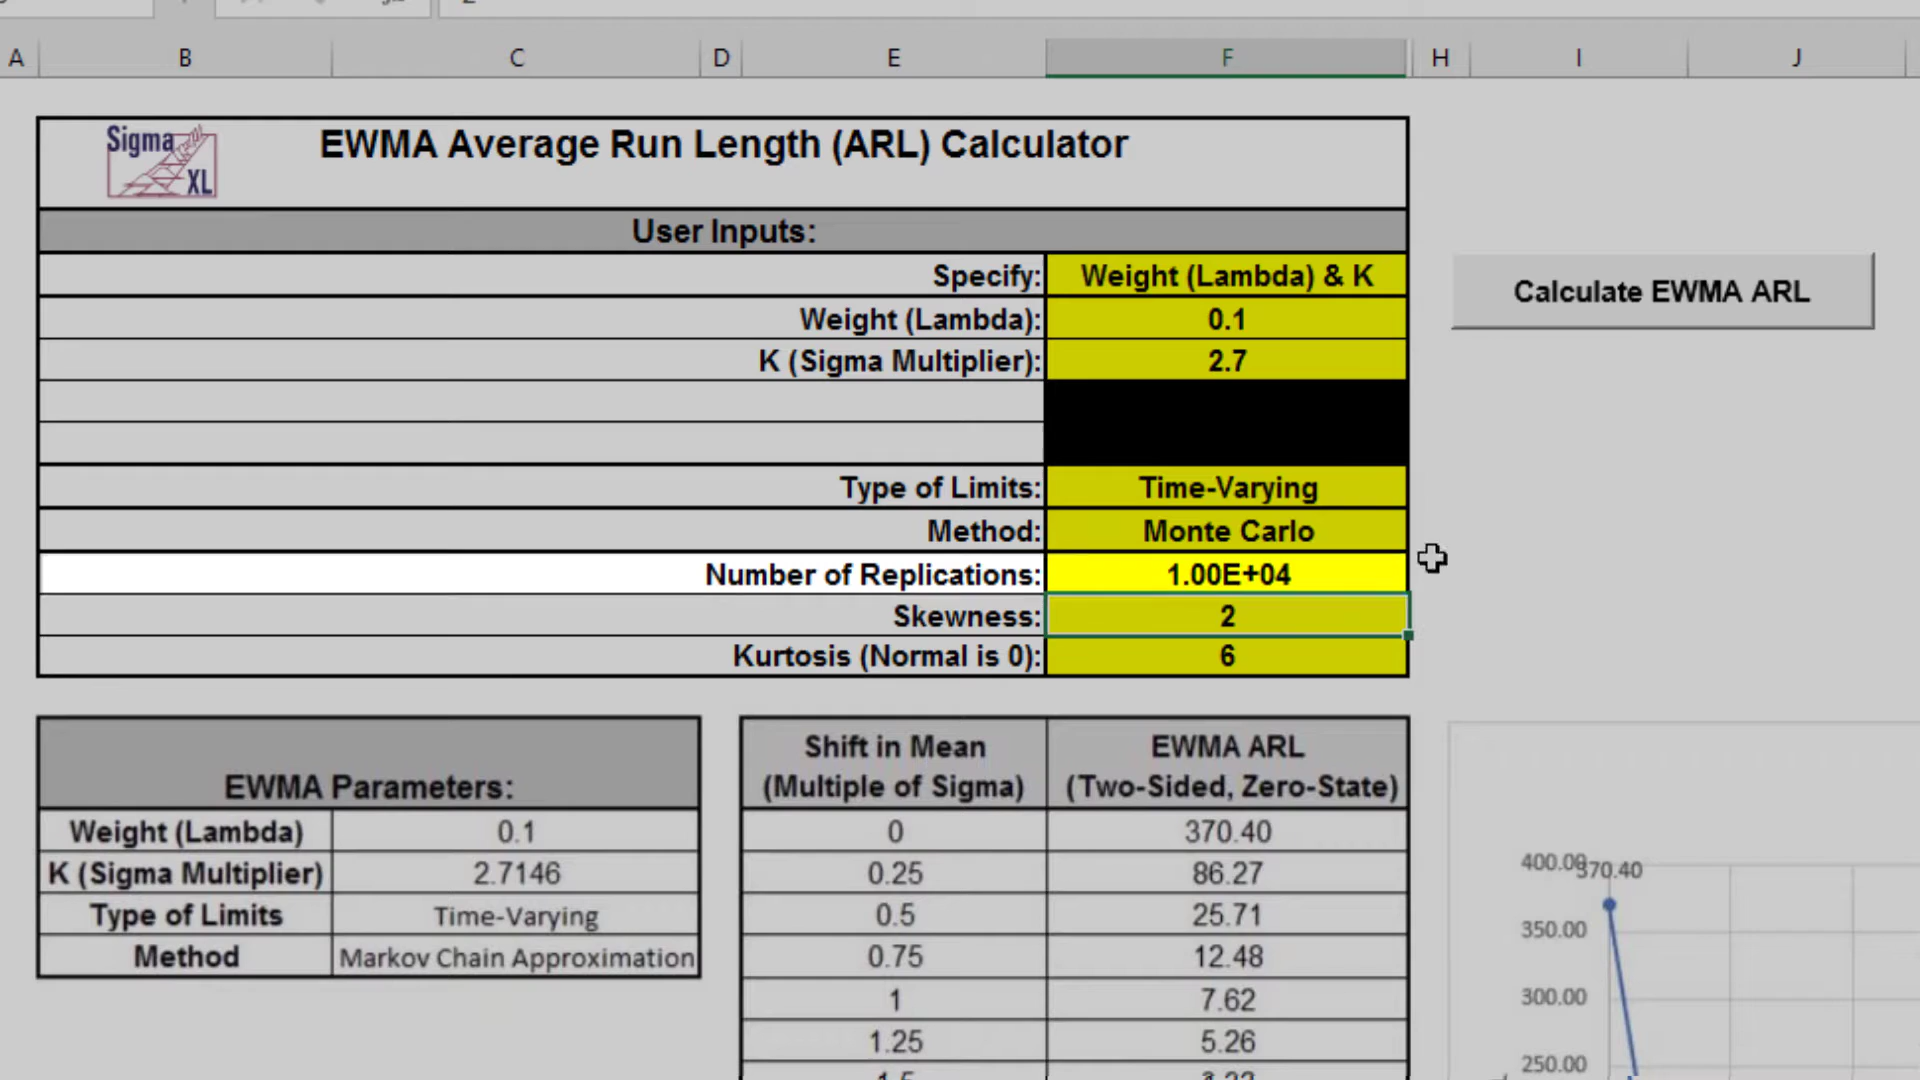 A B C D E F H I J
Sigma XL
EWMA Average Run Length (ARL) Calculator
User Inputs:
Specify: Weight (Lambda) & K
Calculate EWMA ARL
Weight (Lambda): 0.1
K (Sigma Multiplier): 2.7
Type of Limits: Time-Varying
Method: Monte Carlo
Number of Replications: 1.00E+04
Skewness: 2
Kurtosis (Normal is 0): 6
EWMA Parameters:
Weight (Lambda) 0.1
K (Sigma Multiplier) 2.7146
Type of Limits Time-Varying
Method Markov Chain Approximation
Shift in Mean (Multiple of Sigma) EWMA ARL (Two-Sided, Zero-State)
0 370.40
0.25 86.27
0.5 25.71
0.75 12.48
1 7.62
1.25 5.26
400.00
370.40
350.00
300.00
250.00